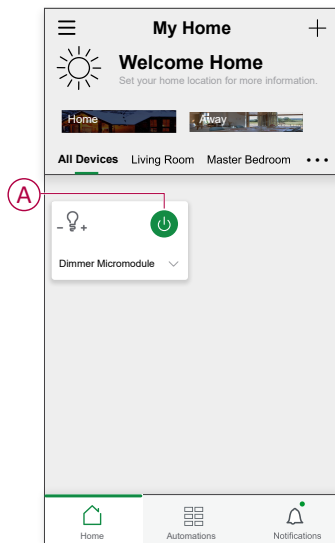 My Home
Welcome Home
Set your home location for more information.
Home Away
All Devices Living Room Master Bedroom
A
Dimmer Micromodule
Home Automations Notifications